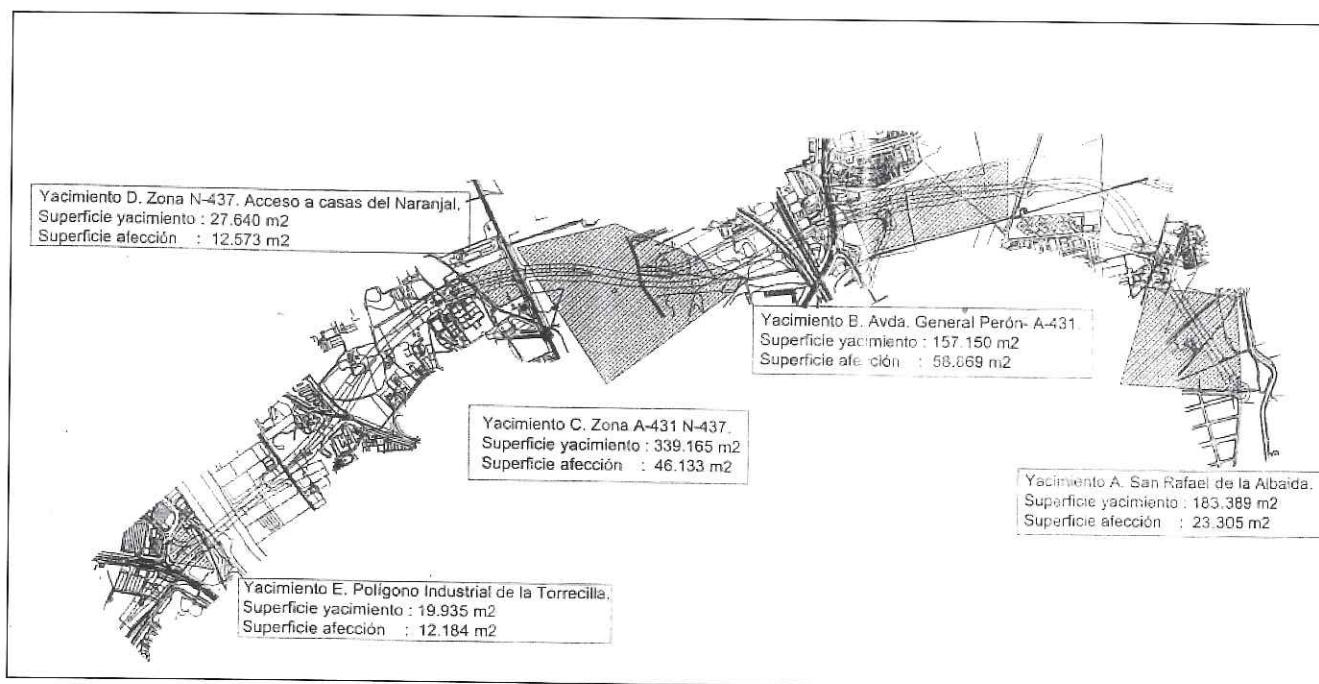 Yacimiento D. Zona N-437. Acceso a casas del Naranjal.
Superficie yacimiento : 27.640 m2
Superficie afección : 12.573 m2
Yacimiento B. Avda. General Perón- A-431.
Superficie yacimiento : 157.150 m2
Superficie afección : 58.869 m2
Yacimiento C. Zona A-431 N-437.
Superficie yacimiento : 339.165 m2
Superficie afección : 46.133 m2
Yacimiento A. San Rafael de la Albaida.
Superficie yacimiento : 183.389 m2
Superficie afección : 23.305 m2
Yacimiento E. Polígono Industrial de la Torrecilla.
Superficie yacimiento : 19.935 m2
Superficie afección : 12.184 m2